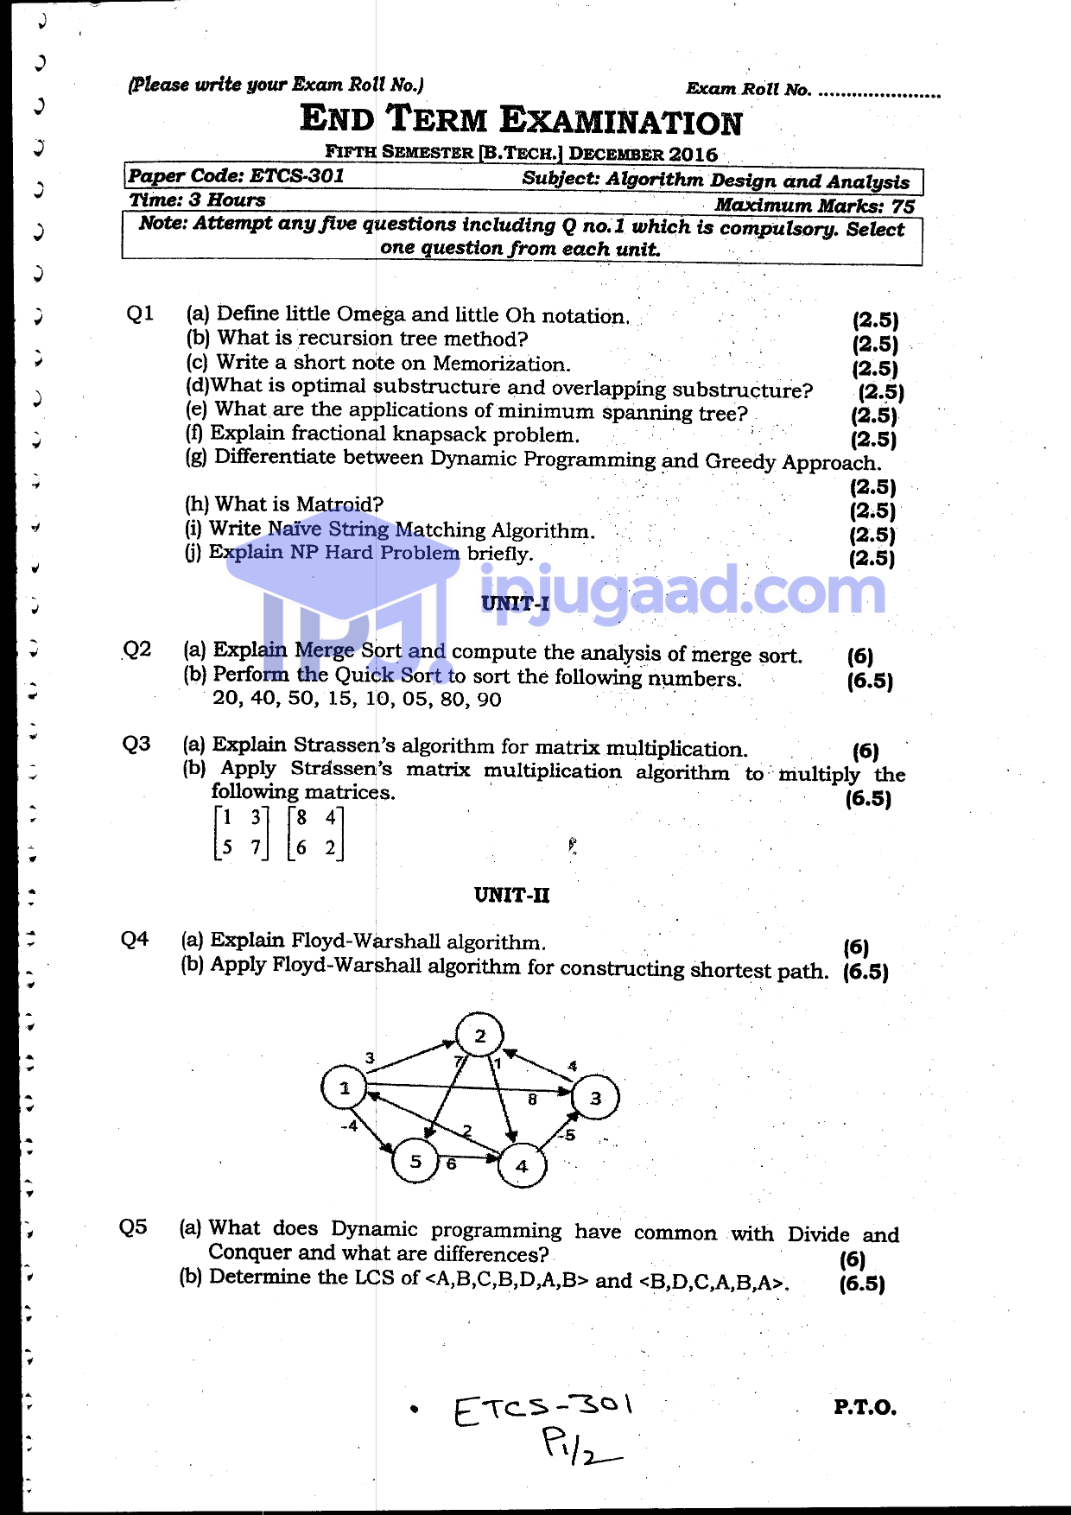 (Please write your Exam Roll No.) Exam Roll No. ......................
END TERM EXAMINATION
FIFTH SEMESTER [B.TECH.] DECEMBER 2016
Paper Code: ETCS-301 Subject: Algorithm Design and Analysis
Time: 3 Hours Maximum Marks: 75
Note: Attempt any five questions including Q no.1 which is compulsory. Select
one question from each unit.
Q1 (a) Define little Omega and little Oh notation. (2.5)
(b) What is recursion tree method? (2.5)
(c) Write a short note on Memorization. (2.5)
(d)What is optimal substructure and overlapping substructure? (2.5)
(e) What are the applications of minimum spanning tree? (2.5)
(f) Explain fractional knapsack problem. (2.5)
(g) Differentiate between Dynamic Programming and Greedy Approach.
(2.5)
(h) What is Matroid? (2.5)
(i) Write Naïve String Matching Algorithm. (2.5)
(j) Explain NP Hard Problem briefly. (2.5)
IPJ! ipjugaad.com
UNIT-I
Q2 (a) Explain Merge Sort and compute the analysis of merge sort. (6)
(b) Perform the Quick Sort to sort the following numbers. (6.5)
20, 40, 50, 15, 10, 05, 80, 90
Q3 (a) Explain Strassen's algorithm for matrix multiplication. (6)
(b) Apply Strassen's matrix multiplication algorithm to multiply the
following matrices. (6.5)
[1 3] [8 4]
[5 7] [6 2]
UNIT-II
Q4 (a) Explain Floyd-Warshall algorithm. (6)
(b) Apply Floyd-Warshall algorithm for constructing shortest path. (6.5)
2
3 7 1 4
1 8 3
-4 2 -5
5 6 4
Q5 (a) What does Dynamic programming have common with Divide and
Conquer and what are differences? (6)
(b) Determine the LCS of <A,B,C,B,D,A,B> and <B,D,C,A,B,A>. (6.5)
ETCS-301
P1/2
P.T.O.